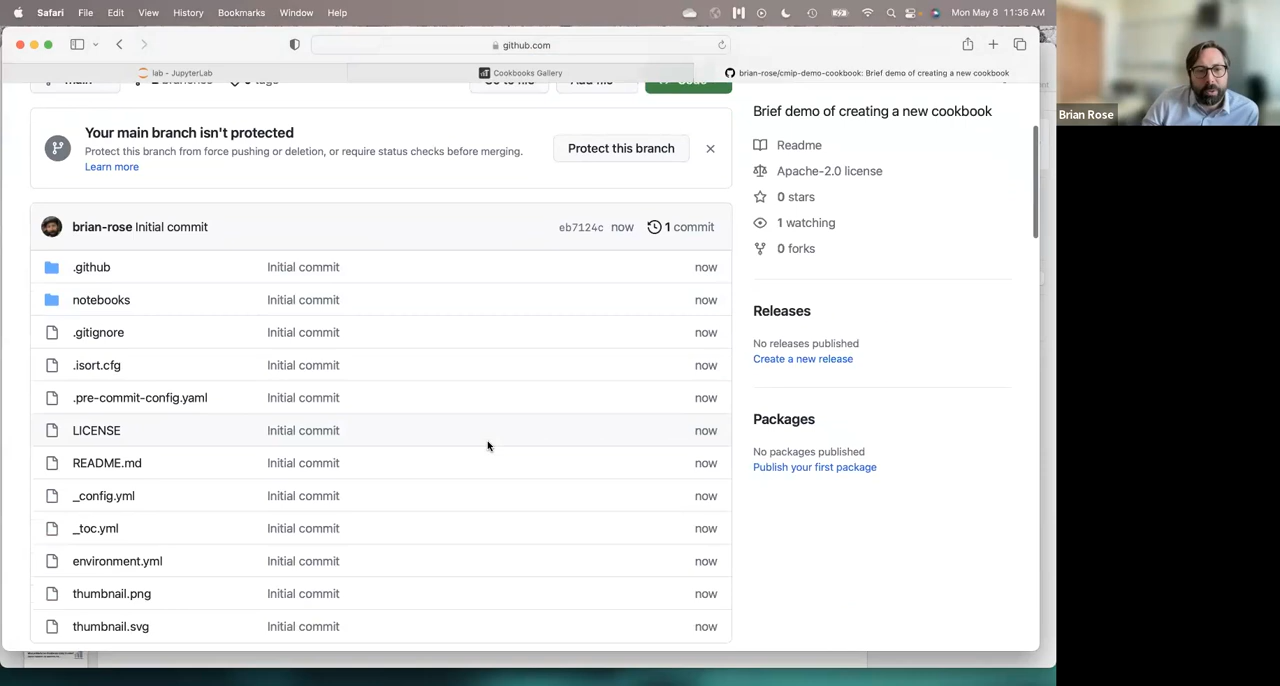 Safari File Edit View History Bookmarks Window Help Mon May 8 11:36 AM
github.com
lab - JupyterLab Cookbooks Gallery brian-rose/cmip-demo-cookbook: Brief demo of creating a new cookbook
Your main branch isn't protected
Protect this branch from force pushing or deletion, or require status checks before merging.
Learn more
Protect this branch
brian-rose Initial commit eb7124c now 1 commit
.github Initial commit now
notebooks Initial commit now
.gitignore Initial commit now
.isort.cfg Initial commit now
.pre-commit-config.yaml Initial commit now
LICENSE Initial commit now
README.md Initial commit now
_config.yml Initial commit now
_toc.yml Initial commit now
environment.yml Initial commit now
thumbnail.png Initial commit now
thumbnail.svg Initial commit now
Brief demo of creating a new cookbook
Readme
Apache-2.0 license
0 stars
1 watching
0 forks
Releases
No releases published
Create a new release
Packages
No packages published
Publish your first package
Brian Rose